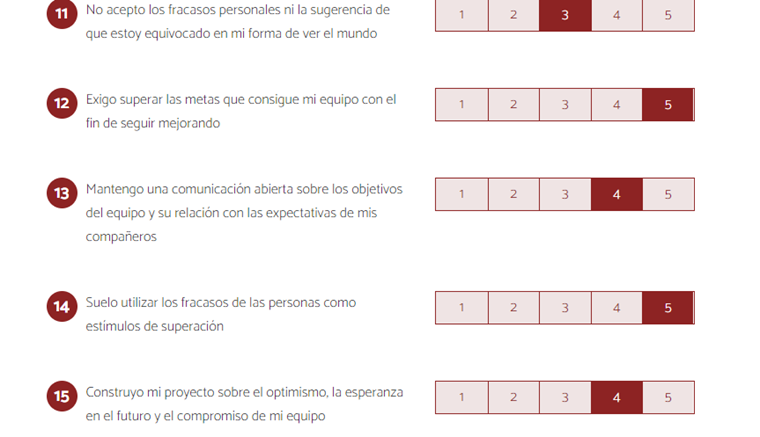 11 No acepto los fracasos personales ni la sugerencia de 1 2 3 4 5
que estoy equivocado en mi forma de ver el mundo
12 Exigo superar las metas que consigue mi equipo con el 1 2 3 4 5
fin de seguir mejorando
13 Mantengo una comunicación abierta sobre los objetivos 1 2 3 4 5
del equipo y su relación con las expectativas de mis
compañeros
14 Suelo utilizar los fracasos de las personas como 1 2 3 4 5
estímulos de superación
15 Construyo mi proyecto sobre el optimismo, la esperanza 1 2 3 4 5
en el futuro y el compromiso de mi equipo